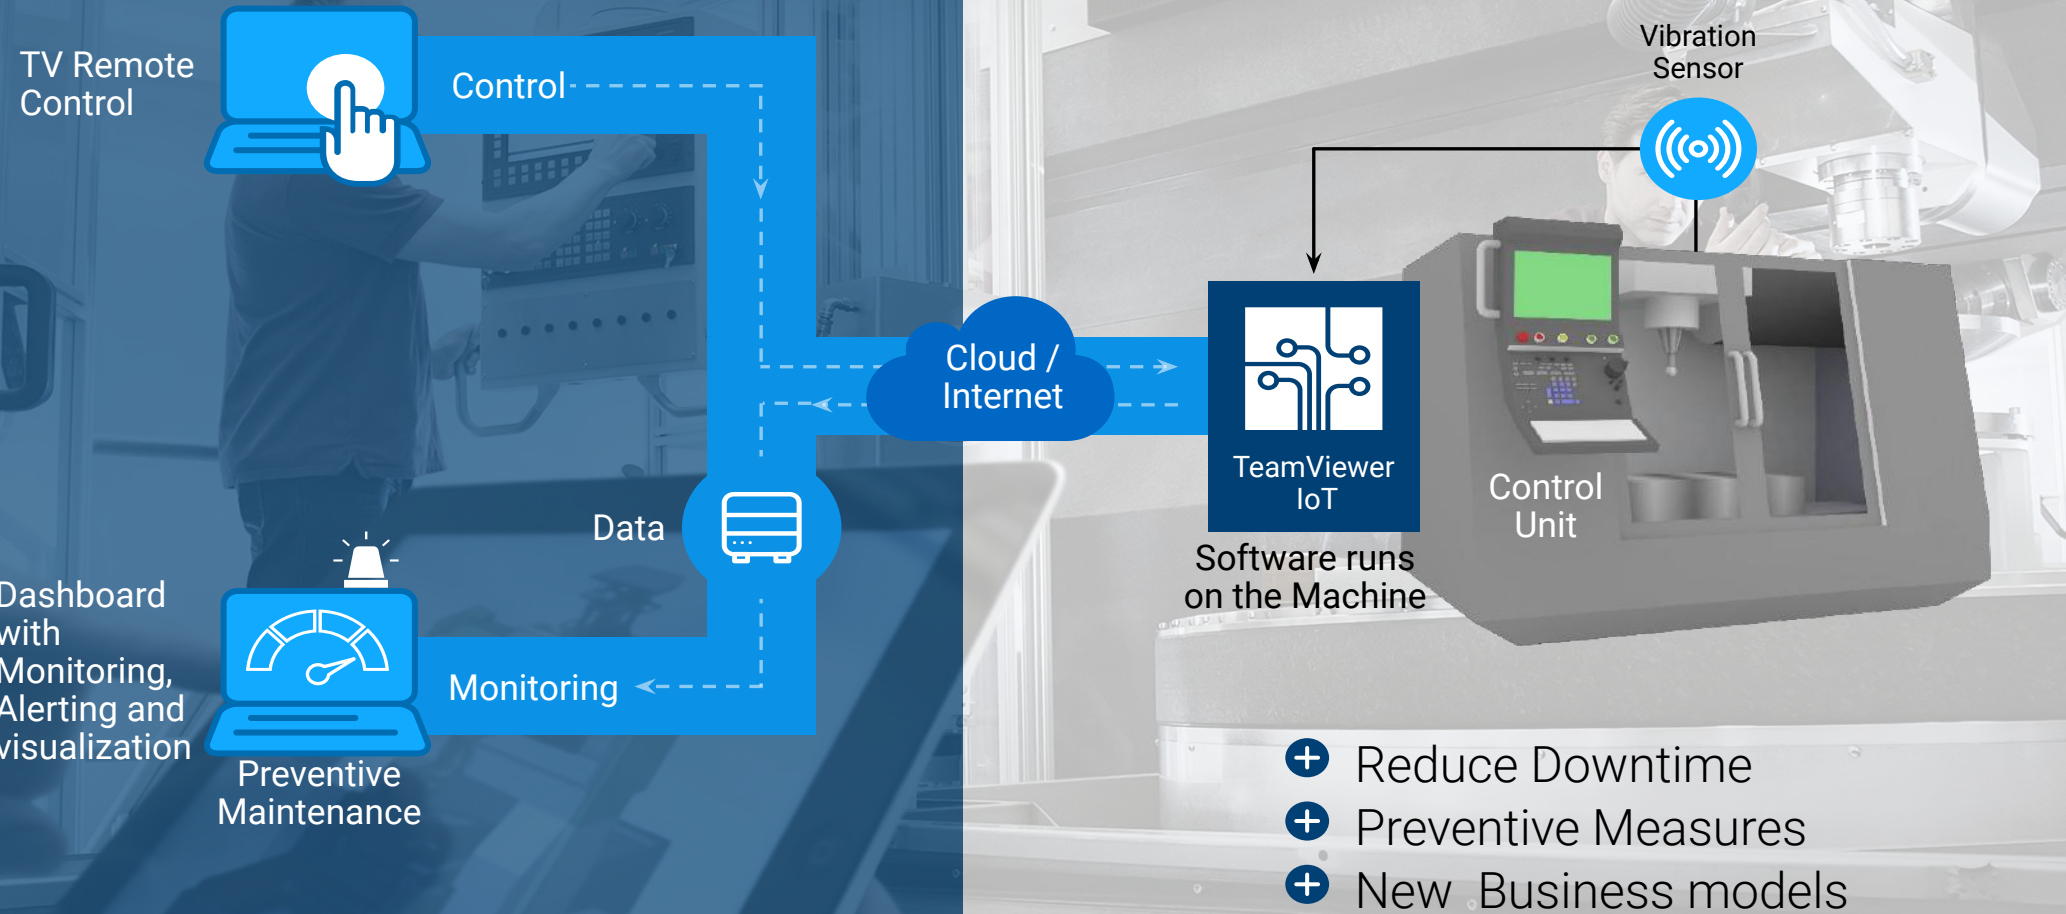 TV Remote
Control
Control
Vibration
Sensor
Cloud /
Internet
TeamViewer
IoT
Control
Unit
Software runs
on the Machine
Data
Dashboard
with
Monitoring,
Alerting and
visualization
Monitoring
Preventive
Maintenance
Reduce Downtime
Preventive Measures
New Business models